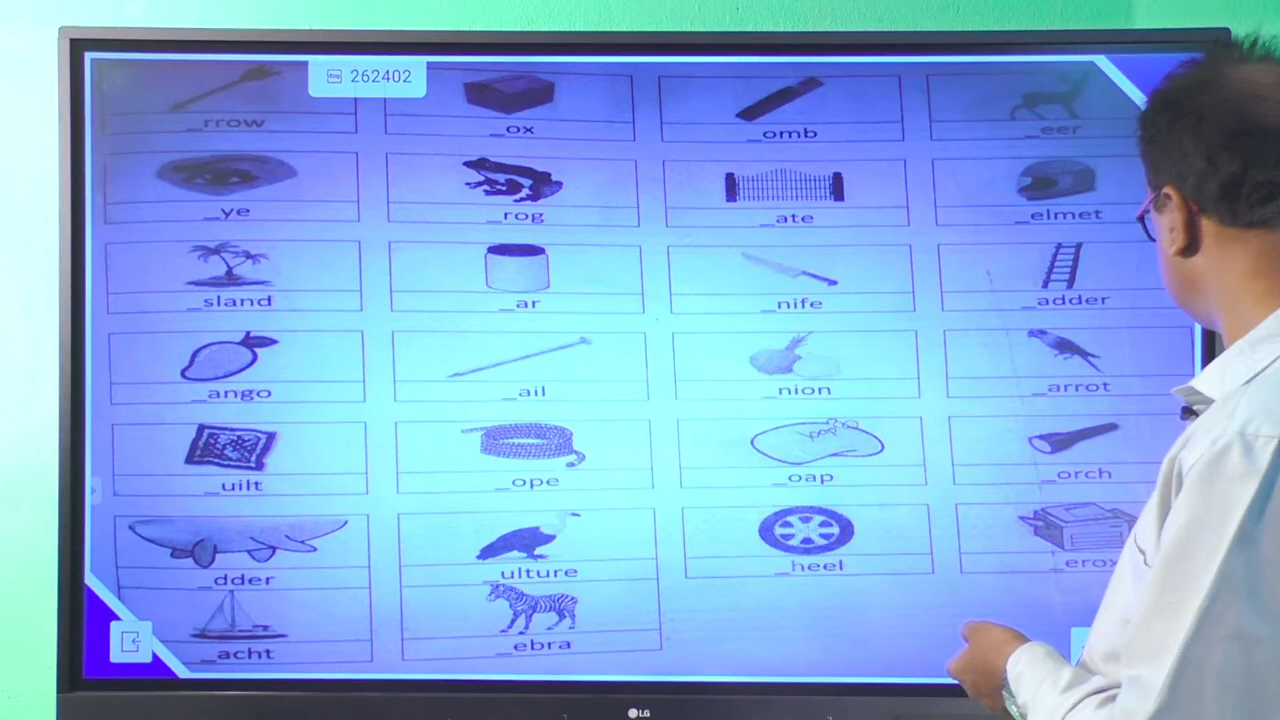 262402
_rrow _ox _omb _eer
_ye _rog _ate _elmet
_sland _ar _nife _adder
_ango _ail _nion _arrot
_uilt _ope _oap _orch
_dder _ulture _heel _erox
_acht _ebra
LG